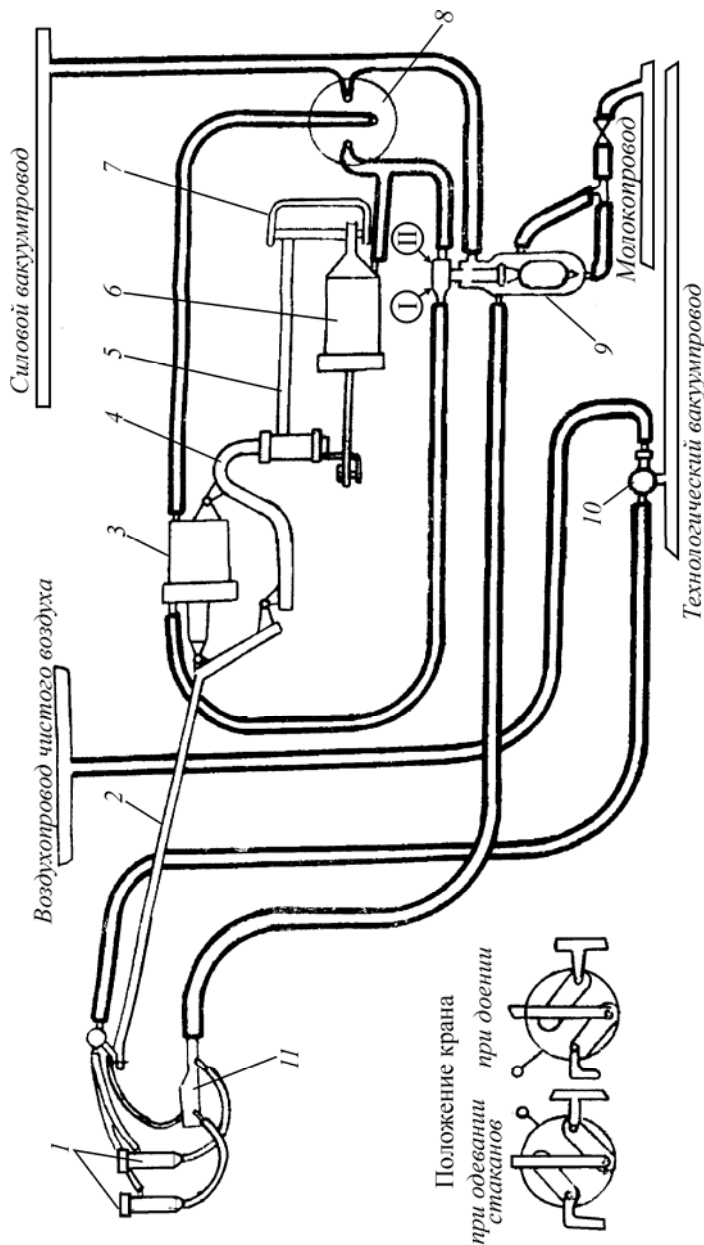 Силовой вакуумпровод
Воздухопровод чистого воздуха
Молокопровод
Технологический вакуумпровод
1
2
3
4
5
6
7
8
I
II
9
10
11
Положение крана
при одевании
стаканов
при доении